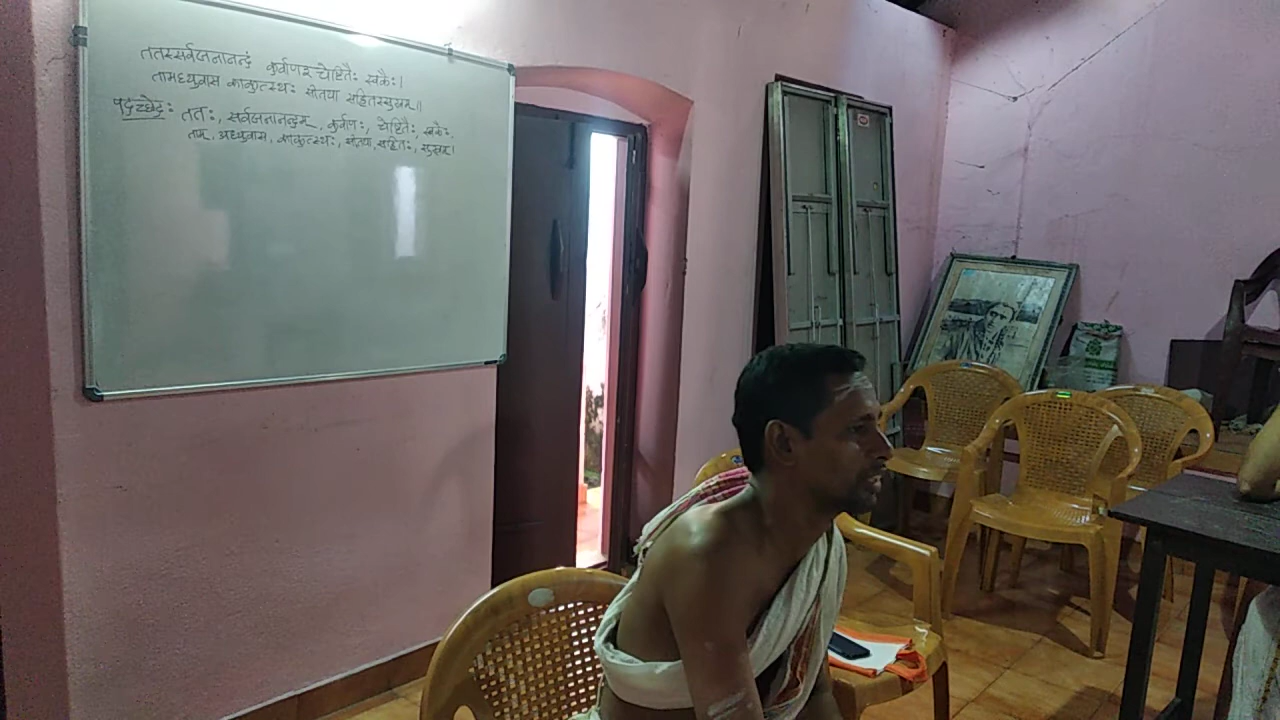 ततस्सर्वजनानन्दं कुर्वाणश्चेष्टितैः स्वकैः।
तामध्युवास काकुत्स्थः सीतया सहितस्सुखम्॥
पदच्छेदः ततः, सर्वजनानन्दम्, कुर्वाणः, चेष्टितैः, स्वकैः,
ताम्, अध्युवास, काकुत्स्थः, सीतया, सहितः, सुखम्।